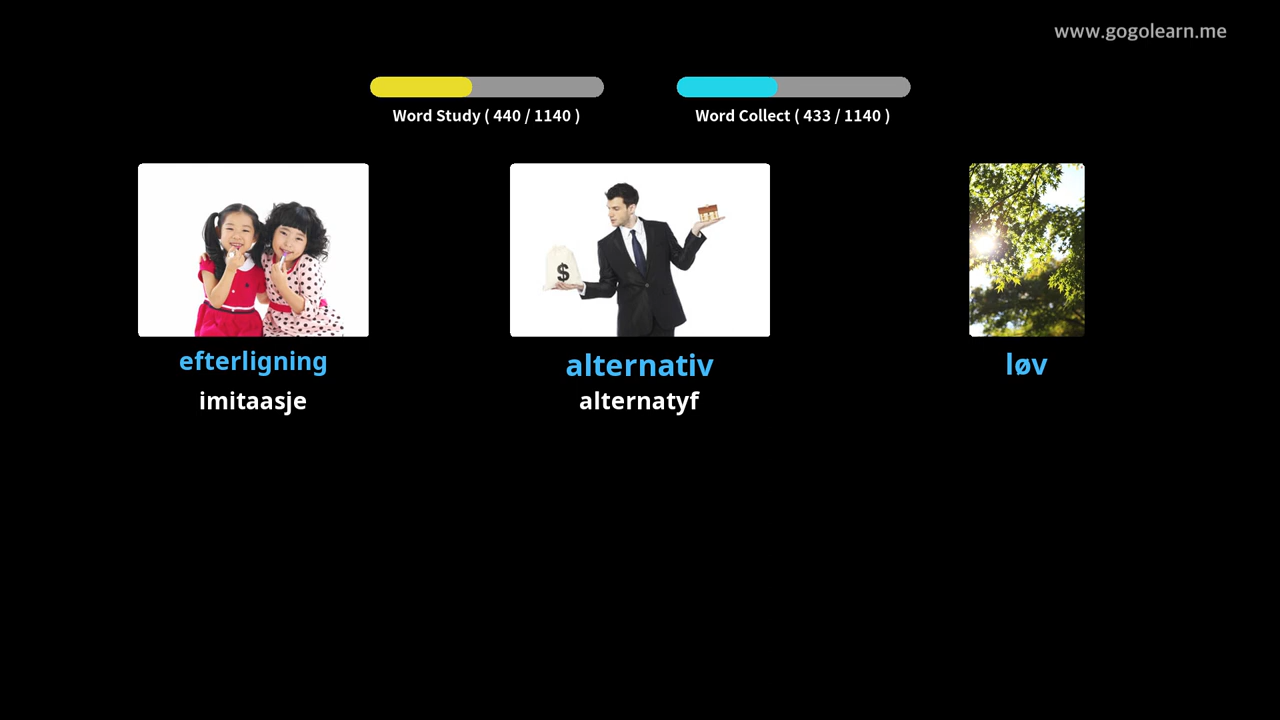 www.gogolearn.me
Word Study ( 440 / 1140 )
Word Collect ( 433 / 1140 )
$
efterligning
imitaasje
alternativ
alternatyf
løv